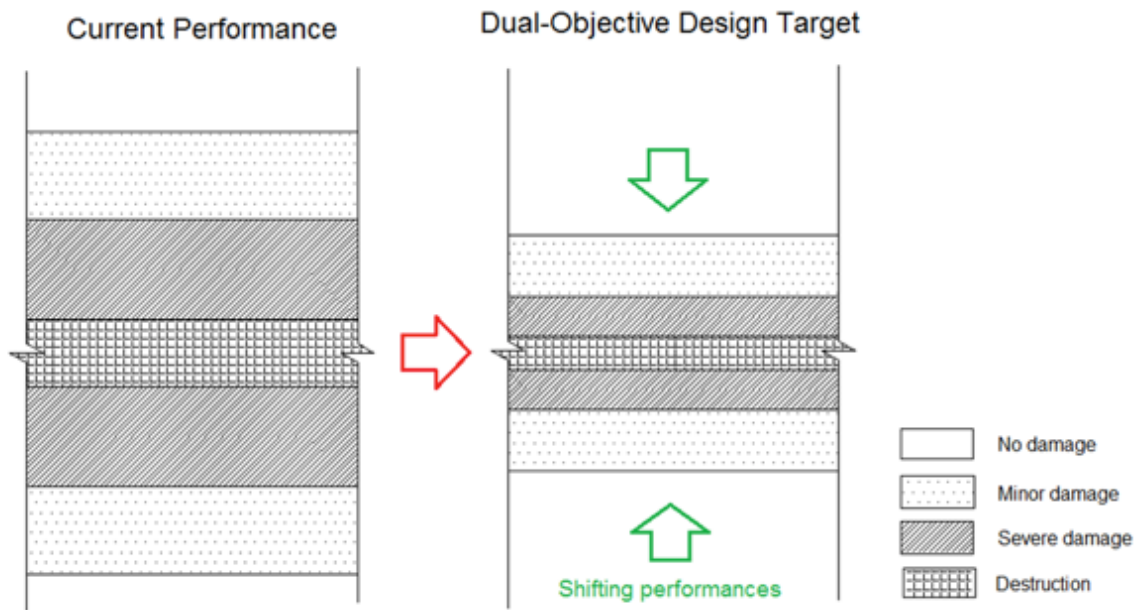 Current Performance
Dual-Objective Design Target
No damage
Minor damage
Severe damage
Destruction
Shifting performances